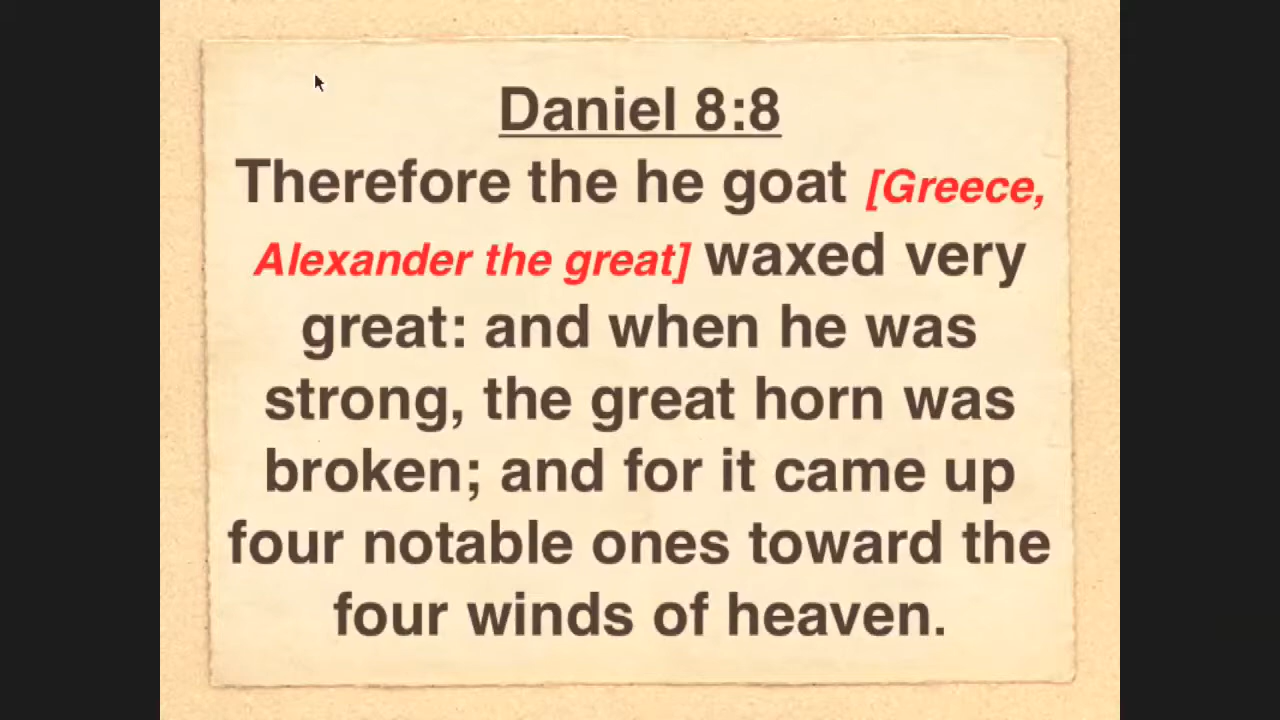 Daniel 8:8
Therefore the he goat [Greece,
Alexander the great] waxed very
great: and when he was
strong, the great horn was
broken; and for it came up
four notable ones toward the
four winds of heaven.